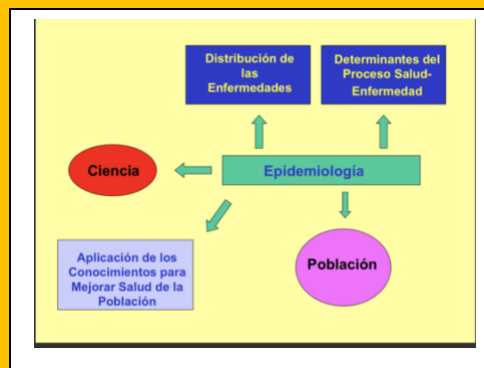 Distribución de
las
Enfermedades
Determinantes del
Proceso Salud-
Enfermedad
Ciencia
Epidemiología
Aplicación de los
Conocimientos para
Mejorar Salud de la
Población
Población